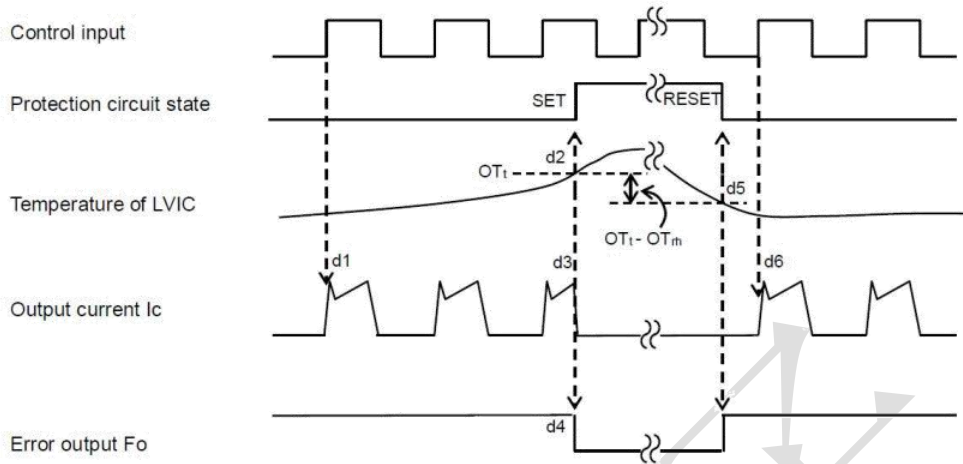 Control input
Protection circuit state
SET
RESET
d2
OTt
d5
Temperature of LVIC
OTt - OTrh
d1
d3
d6
Output current Ic
d4
Error output Fo